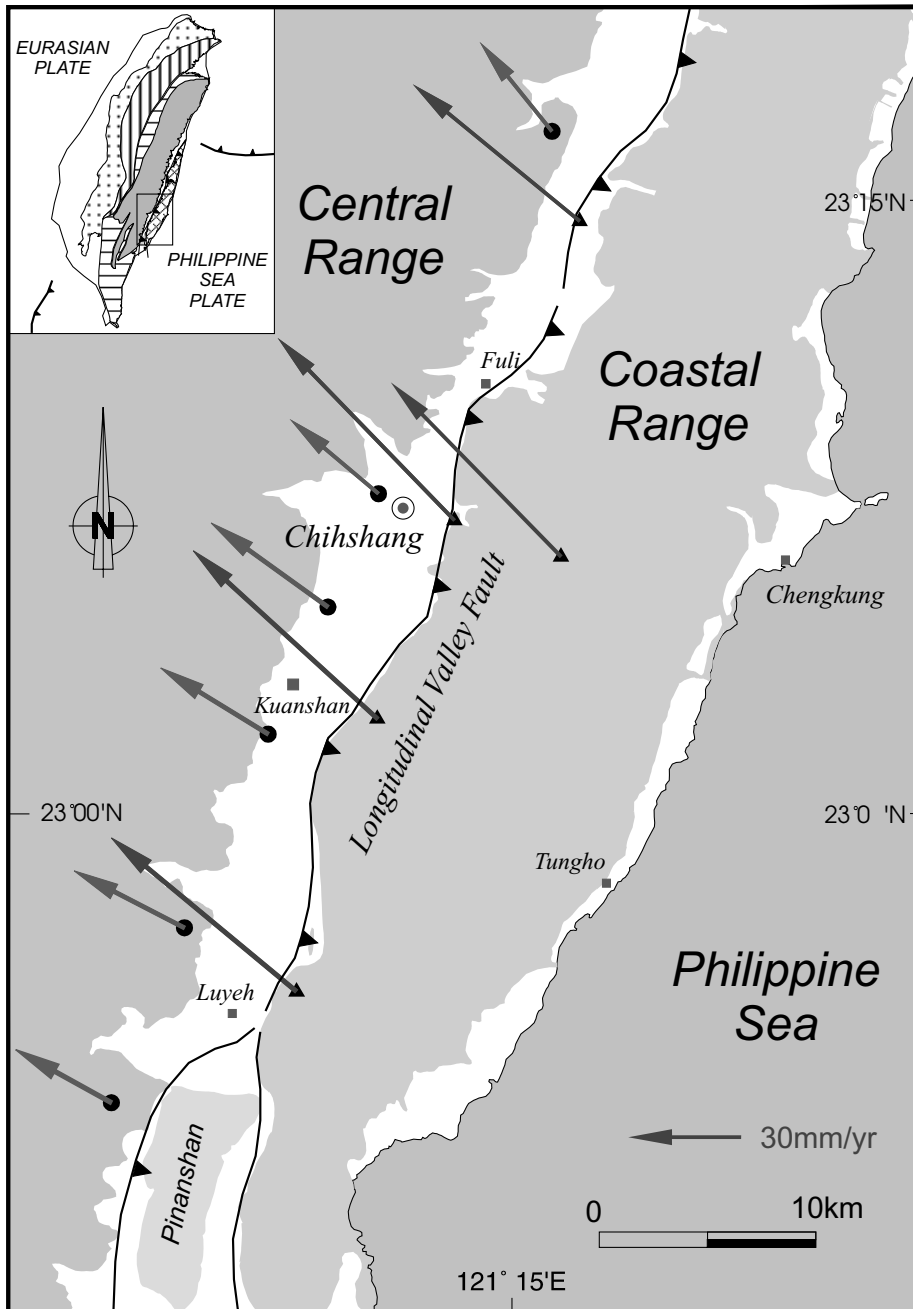 EURASIAN
PLATE
PHILIPPINE
SEA
PLATE
Central
Range
23°15'N
Fuli
Coastal
Range
N
Chihshang
Chengkung
Longitudinal Valley Fault
Kuanshan
23°00'N
23°0 'N
Tungho
Philippine
Sea
Luyeh
30mm/yr
Pinanshan
0 10km
121° 15'E